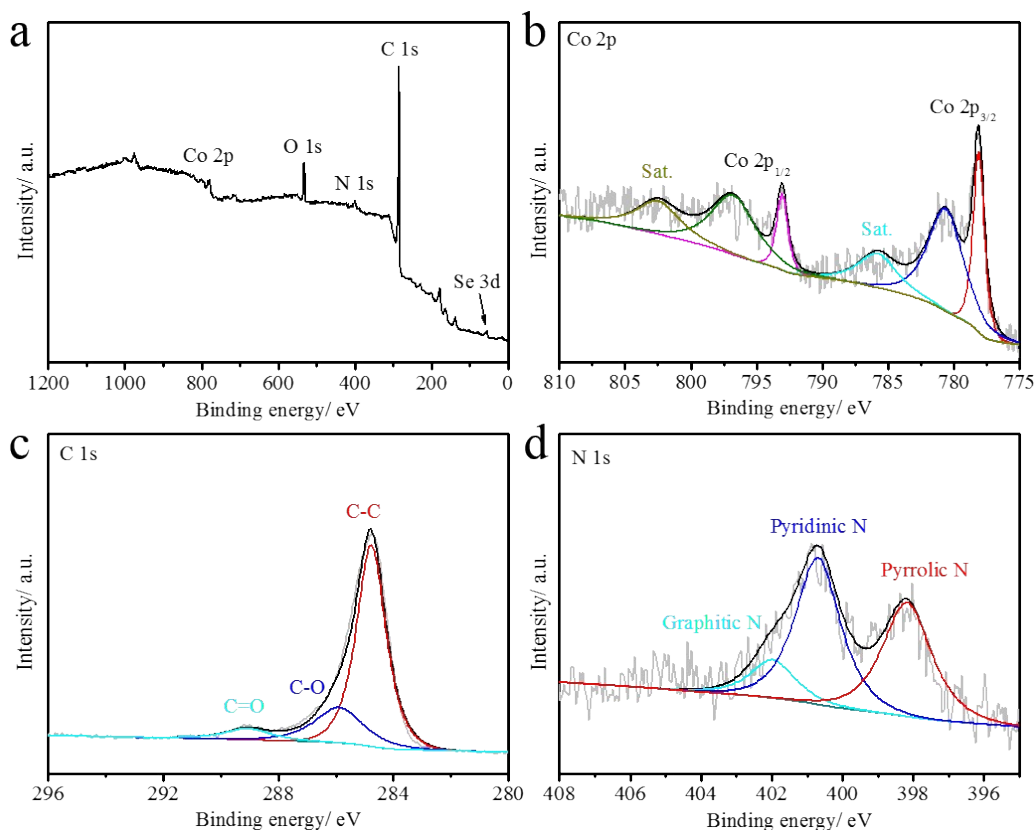 a
C 1s
Co 2p
O 1s
N 1s
Se 3d
Intensity/ a.u.
1200 1000 800 600 400 200 0
Binding energy/ eV
b
Co 2p
Co 2p3/2
Co 2p1/2
Sat.
Sat.
Intensity/ a.u.
810 805 800 795 790 785 780 775
Binding energy/ eV
c
C 1s
C-C
C-O
C=O
Intensity/ a.u.
296 292 288 284 280
Binding energy/ eV
d
N 1s
Pyridinic N
Pyrrolic N
Graphitic N
Intensity/ a.u.
408 406 404 402 400 398 396
Binding energy/ eV